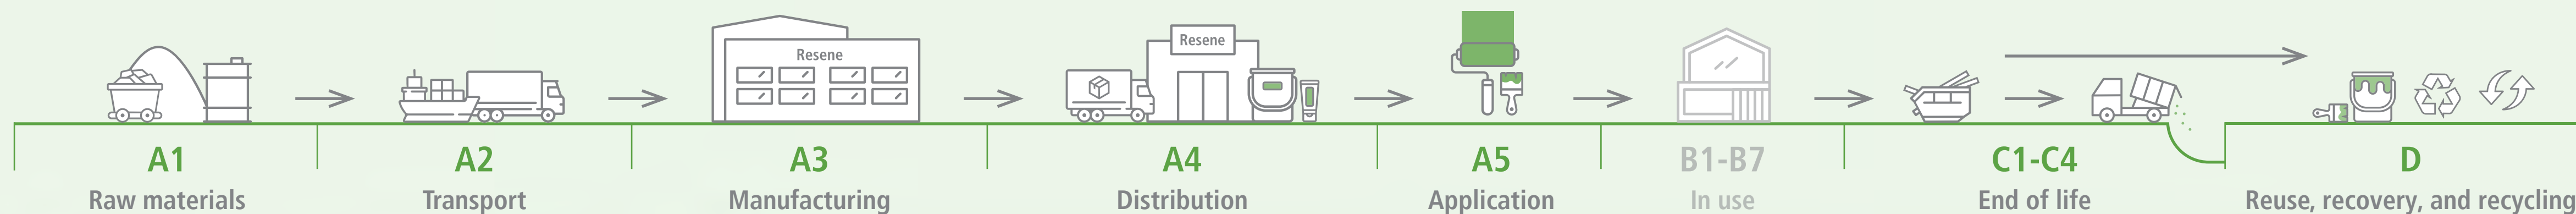 Resene
Resene
A1
A2
A3
A4
A5
B1-B7
C1-C4
D
Raw materials
Transport
Manufacturing
Distribution
Application
In use
End of life
Reuse, recovery, and recycling